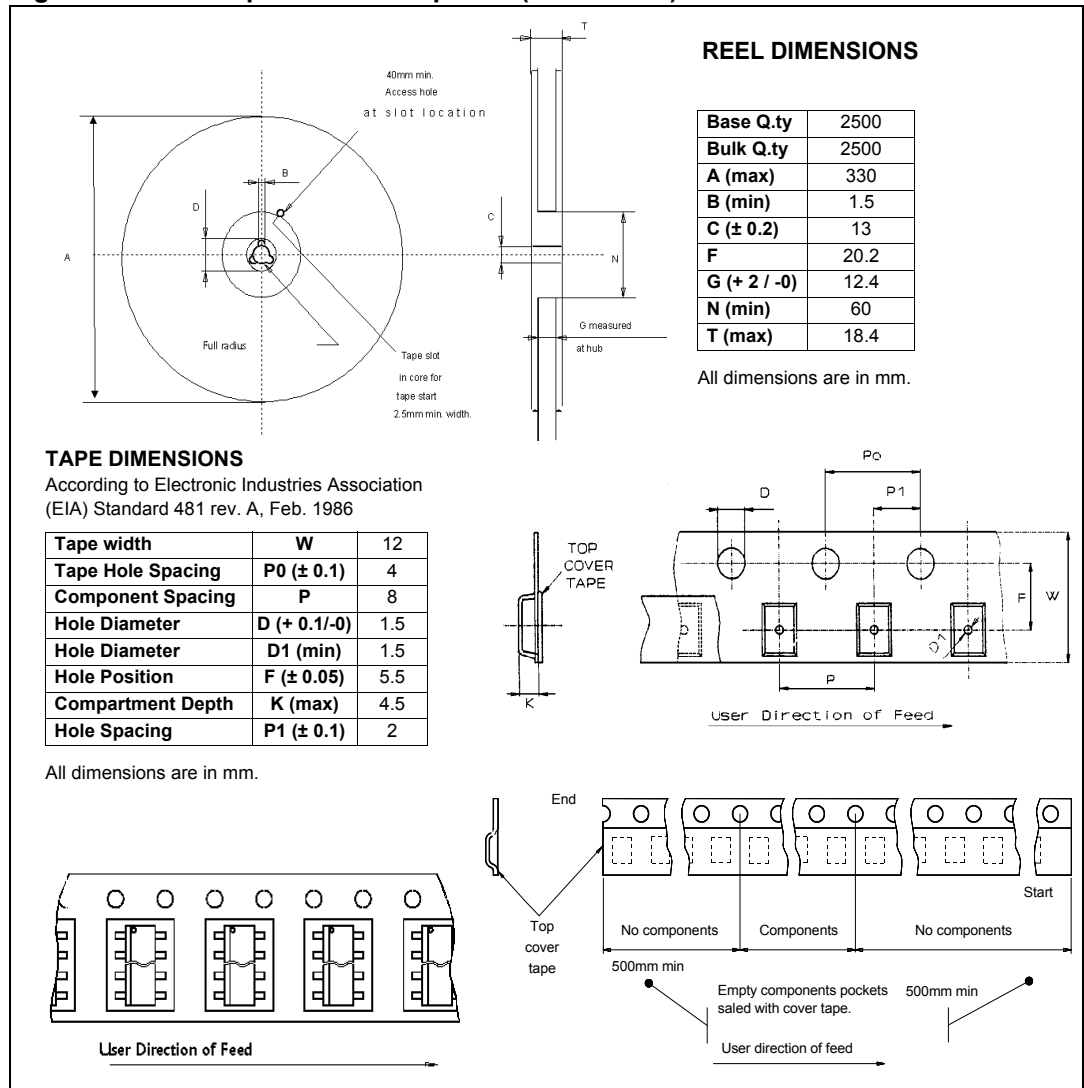 REEL DIMENSIONS
T
40mm min.
Access hole
at slot location
B
D
A
C
N
G measured
at hub
Full radius
Tape slot
in core for
tape start
2.5mm min. width.
Base Q.ty 2500
Bulk Q.ty 2500
A (max) 330
B (min) 1.5
C (± 0.2) 13
F 20.2
G (+ 2 / -0) 12.4
N (min) 60
T (max) 18.4
All dimensions are in mm.
TAPE DIMENSIONS
According to Electronic Industries Association
(EIA) Standard 481 rev. A, Feb. 1986
Tape width W 12
Tape Hole Spacing P0 (± 0.1) 4
Component Spacing P 8
Hole Diameter D (+ 0.1/-0) 1.5
Hole Diameter D1 (min) 1.5
Hole Position F (± 0.05) 5.5
Compartment Depth K (max) 4.5
Hole Spacing P1 (± 0.1) 2
All dimensions are in mm.
Po
D
P1
TOP
COVER
TAPE
F
W
D1
P
K
User Direction of Feed
End
Start
Top
cover
tape
No components
Components
No components
500mm min
Empty components pockets
saled with cover tape.
500mm min
User direction of feed
User Direction of Feed